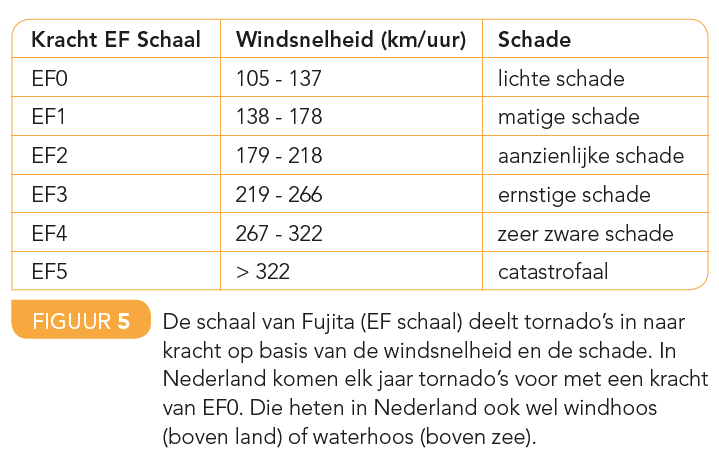 Kracht EF Schaal Windsnelheid (km/uur) Schade
EF0 105 - 137 lichte schade
EF1 138 - 178 matige schade
EF2 179 - 218 aanzienlijke schade
EF3 219 - 266 ernstige schade
EF4 267 - 322 zeer zware schade
EF5 > 322 catastrofaal
FIGUUR 5 De schaal van Fujita (EF schaal) deelt tornado’s in naar
kracht op basis van de windsnelheid en de schade. In
Nederland komen elk jaar tornado’s voor met een kracht
van EF0. Die heten in Nederland ook wel windhoos
(boven land) of waterhoos (boven zee).